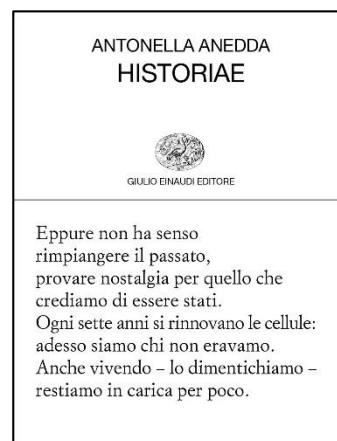 ANTONELLA ANEDDA
HISTORIAE
GIULIO EINAUDI EDITORE
Eppure non ha senso
rimpiangere il passato,
provare nostalgia per quello che
crediamo di essere stati.
Ogni sette anni si rinnovano le cellule:
adesso siamo chi non eravamo.
Anche vivendo – lo dimentichiamo –
restiamo in carica per poco.